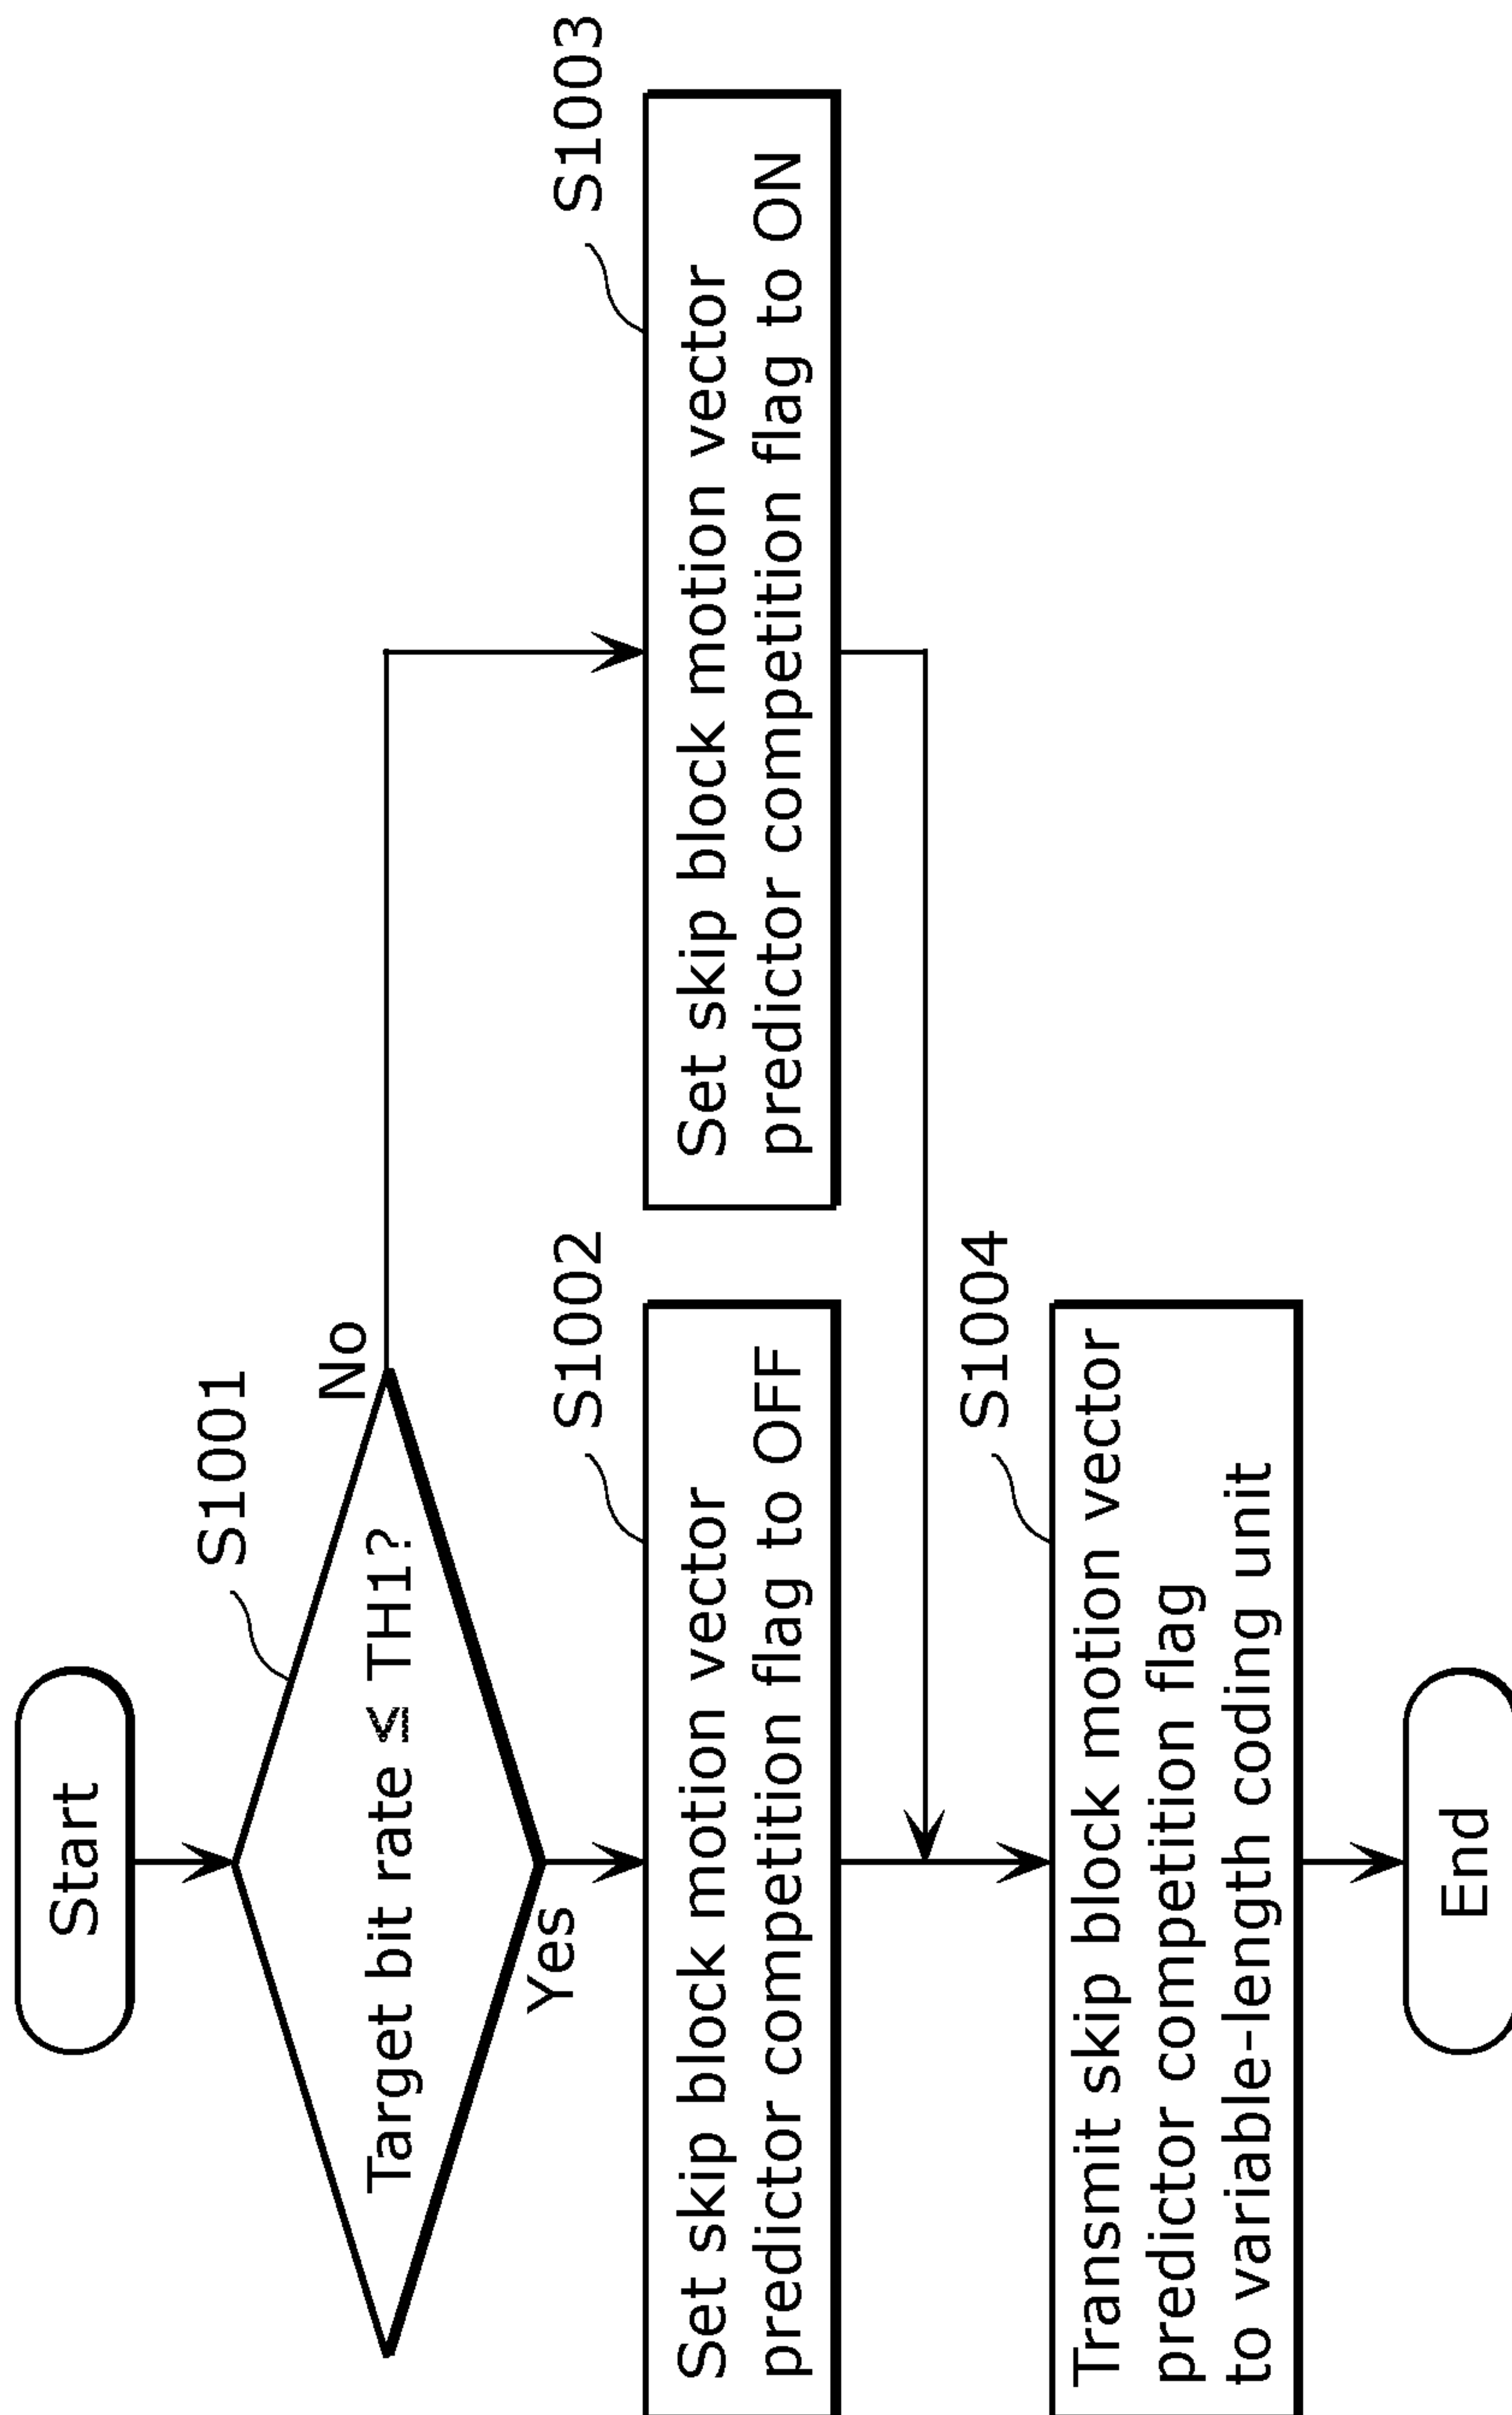 Start
S1001
Target bit rate ≤ TH1?
No
Yes
S1002
Set skip block motion vector
predictor competition flag to OFF
S1003
Set skip block motion vector
predictor competition flag to ON
S1004
Transmit skip block motion vector
predictor competition flag
to variable-length coding unit
End